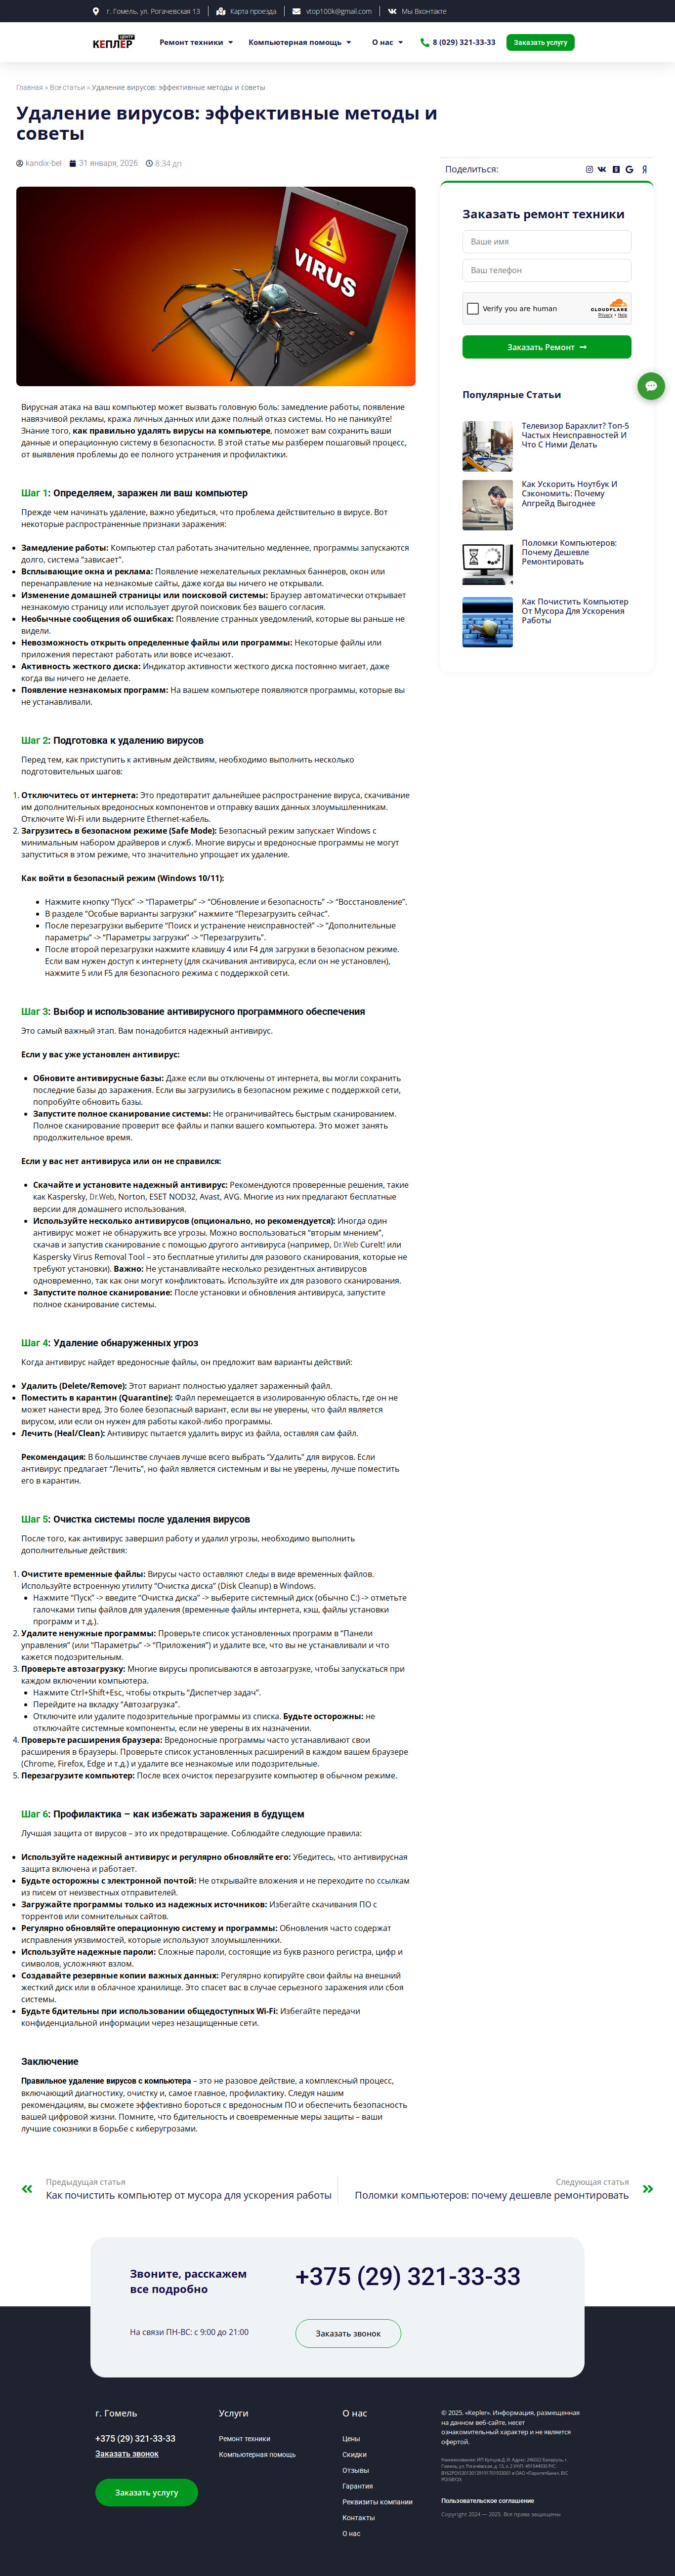 г. Гомель, ул. Рогачевская 13
Карта проезда
vtop100k@gmail.com
Мы Вконтакте
ЦЕНТР
КЕПЛЕР
Ремонт техники
Компьютерная помощь
О нас
8 (029) 321-33-33
Заказать услугу
Главная » Все статьи » Удаление вирусов: эффективные методы и советы
Удаление вирусов: эффективные методы и
советы
kandix-bel
31 января, 2026
8:34 дп
Поделиться:
VIRUS
Заказать ремонт техники
Ваше имя
Ваш телефон
Verify you are human
CLOUDFLARE
Privacy • Help
Заказать Ремонт
Популярные Статьи
Телевизор Барахлит? Топ-5
Частых Неисправностей И
Что С Ними Делать
Как Ускорить Ноутбук И
Сэкономить: Почему
Апгрейд Выгоднее
Поломки Компьютеров:
Почему Дешевле
Ремонтировать
Как Почистить Компьютер
От Мусора Для Ускорения
Работы
Вирусная атака на ваш компьютер может вызвать головную боль: замедление работы, появление
навязчивой рекламы, кража личных данных или даже полный отказ системы. Но не паникуйте!
Знание того, как правильно удалять вирусы на компьютере, поможет вам сохранить ваши
данные и операционную систему в безопасности. В этой статье мы разберем пошаговый процесс,
от выявления проблемы до ее полного устранения и профилактики.
Шаг 1: Определяем, заражен ли ваш компьютер
Прежде чем начинать удаление, важно убедиться, что проблема действительно в вирусе. Вот
некоторые распространенные признаки заражения:
Замедление работы: Компьютер стал работать значительно медленнее, программы запускаются
долго, система "зависает".
Всплывающие окна и реклама: Появление нежелательных рекламных баннеров, окон или
перенаправление на незнакомые сайты, даже когда вы ничего не открывали.
Изменение домашней страницы или поисковой системы: Браузер автоматически открывает
незнакомую страницу или использует другой поисковик без вашего согласия.
Необычные сообщения об ошибках: Появление странных уведомлений, которые вы раньше не
видели.
Невозможность открыть определенные файлы или программы: Некоторые файлы или
приложения перестают работать или вовсе исчезают.
Активность жесткого диска: Индикатор активности жесткого диска постоянно мигает, даже
когда вы ничего не делаете.
Появление незнакомых программ: На вашем компьютере появляются программы, которые вы
не устанавливали.
Шаг 2: Подготовка к удалению вирусов
Перед тем, как приступить к активным действиям, необходимо выполнить несколько
подготовительных шагов:
1. Отключитесь от интернета: Это предотвратит дальнейшее распространение вируса, скачивание
им дополнительных вредоносных компонентов и отправку ваших данных злоумышленникам.
Отключите Wi-Fi или выдерните Ethernet-кабель.
2. Загрузитесь в безопасном режиме (Safe Mode): Безопасный режим запускает Windows с
минимальным набором драйверов и служб. Многие вирусы и вредоносные программы не могут
запуститься в этом режиме, что значительно упрощает их удаление.
Как войти в безопасный режим (Windows 10/11):
Нажмите кнопку "Пуск" -> "Параметры" -> "Обновление и безопасность" -> "Восстановление".
В разделе "Особые варианты загрузки" нажмите "Перезагрузить сейчас".
После перезагрузки выберите "Поиск и устранение неисправностей" -> "Дополнительные
параметры" -> "Параметры загрузки" -> "Перезагрузить".
После второй перезагрузки нажмите клавишу 4 или F4 для загрузки в безопасном режиме.
Если вам нужен доступ к интернету (для скачивания антивируса, если он не установлен),
нажмите 5 или F5 для безопасного режима с поддержкой сети.
Шаг 3: Выбор и использование антивирусного программного обеспечения
Это самый важный этап. Вам понадобится надежный антивирус.
Если у вас уже установлен антивирус:
Обновите антивирусные базы: Даже если вы отключены от интернета, вы могли сохранить
последние базы до заражения. Если вы загрузились в безопасном режиме с поддержкой сети,
попробуйте обновить базы.
Запустите полное сканирование системы: Не ограничивайтесь быстрым сканированием.
Полное сканирование проверит все файлы и папки вашего компьютера. Это может занять
продолжительное время.
Если у вас нет антивируса или он не справился:
Скачайте и установите надежный антивирус: Рекомендуются проверенные решения, такие
как Kaspersky, Dr.Web, Norton, ESET NOD32, Avast, AVG. Многие из них предлагают бесплатные
версии для домашнего использования.
Используйте несколько антивирусов (опционально, но рекомендуется): Иногда один
антивирус может не обнаружить все угрозы. Можно воспользоваться "вторым мнением",
скачав и запустив сканирование с помощью другого антивируса (например, Dr.Web CureIt! или
Kaspersky Virus Removal Tool – это бесплатные утилиты для разового сканирования, которые не
требуют установки). Важно: Не устанавливайте несколько резидентных антивирусов
одновременно, так как они могут конфликтовать. Используйте их для разового сканирования.
Запустите полное сканирование: После установки и обновления антивируса, запустите
полное сканирование системы.
Шаг 4: Удаление обнаруженных угроз
Когда антивирус найдет вредоносные файлы, он предложит вам варианты действий:
Удалить (Delete/Remove): Этот вариант полностью удаляет зараженный файл.
Поместить в карантин (Quarantine): Файл перемещается в изолированную область, где он не
может нанести вред. Это более безопасный вариант, если вы не уверены, что файл является
вирусом, или если он нужен для работы какой-либо программы.
Лечить (Heal/Clean): Антивирус пытается удалить вирус из файла, оставляя сам файл.
Рекомендация: В большинстве случаев лучше всего выбрать "Удалить" для вирусов. Если
антивирус предлагает "Лечить", но файл является системным и вы не уверены, лучше поместить
его в карантин.
Шаг 5: Очистка системы после удаления вирусов
После того, как антивирус завершил работу и удалил угрозы, необходимо выполнить
дополнительные действия:
1. Очистите временные файлы: Вирусы часто оставляют следы в виде временных файлов.
Используйте встроенную утилиту "Очистка диска" (Disk Cleanup) в Windows.
Нажмите "Пуск" -> введите "Очистка диска" -> выберите системный диск (обычно C:) -> отметьте
галочками типы файлов для удаления (временные файлы интернета, кэш, файлы установки
программ и т.д.).
2. Удалите ненужные программы: Проверьте список установленных программ в "Панели
управления" (или "Параметры" -> "Приложения") и удалите все, что вы не устанавливали и что
кажется подозрительным.
3. Проверьте автозагрузку: Многие вирусы прописываются в автозагрузке, чтобы запускаться при
каждом включении компьютера.
Нажмите Ctrl+Shift+Esc, чтобы открыть "Диспетчер задач".
Перейдите на вкладку "Автозагрузка".
Отключите или удалите подозрительные программы из списка. Будьте осторожны: не
отключайте системные компоненты, если не уверены в их назначении.
4. Проверьте расширения браузера: Вредоносные программы часто устанавливают свои
расширения в браузеры. Проверьте список установленных расширений в каждом вашем браузере
(Chrome, Firefox, Edge и т.д.) и удалите все незнакомые или подозрительные.
5. Перезагрузите компьютер: После всех очисток перезагрузите компьютер в обычном режиме.
Шаг 6: Профилактика – как избежать заражения в будущем
Лучшая защита от вирусов – это их предотвращение. Соблюдайте следующие правила:
Используйте надежный антивирус и регулярно обновляйте его: Убедитесь, что антивирусная
защита включена и работает.
Будьте осторожны с электронной почтой: Не открывайте вложения и не переходите по ссылкам
из писем от неизвестных отправителей.
Загружайте программы только из надежных источников: Избегайте скачивания ПО с
торрентов или сомнительных сайтов.
Регулярно обновляйте операционную систему и программы: Обновления часто содержат
исправления уязвимостей, которые используют злоумышленники.
Используйте надежные пароли: Сложные пароли, состоящие из букв разного регистра, цифр и
символов, усложняют взлом.
Создавайте резервные копии важных данных: Регулярно копируйте свои файлы на внешний
жесткий диск или в облачное хранилище. Это спасет вас в случае серьезного заражения или сбоя
системы.
Будьте бдительны при использовании общедоступных Wi-Fi: Избегайте передачи
конфиденциальной информации через незащищенные сети.
Заключение
Правильное удаление вирусов с компьютера – это не разовое действие, а комплексный процесс,
включающий диагностику, очистку и, самое главное, профилактику. Следуя нашим
рекомендациям, вы сможете эффективно бороться с вредоносным ПО и обеспечить безопасность
вашей цифровой жизни. Помните, что бдительность и своевременные меры защиты – ваши
лучшие союзники в борьбе с киберугрозами.
Предыдущая статья
Как почистить компьютер от мусора для ускорения работы
Следующая статья
Поломки компьютеров: почему дешевле ремонтировать
Звоните, расскажем
все подробно
+375 (29) 321-33-33
На связи ПН-ВС: с 9:00 до 21:00
Заказать звонок
г. Гомель
+375 (29) 321-33-33
Заказать звонок
Заказать услугу
Услуги
Ремонт техники
Компьютерная помощь
О нас
Цены
Скидки
Отзывы
Гарантия
Реквизиты компании
Контакты
О нас
© 2025. «Kepler». Информация, размещенная
на данном веб-сайте, несет
ознакомительный характер и не является
офертой.
Пользовательское соглашение
Copyright 2024 — 2025. Все права защищены